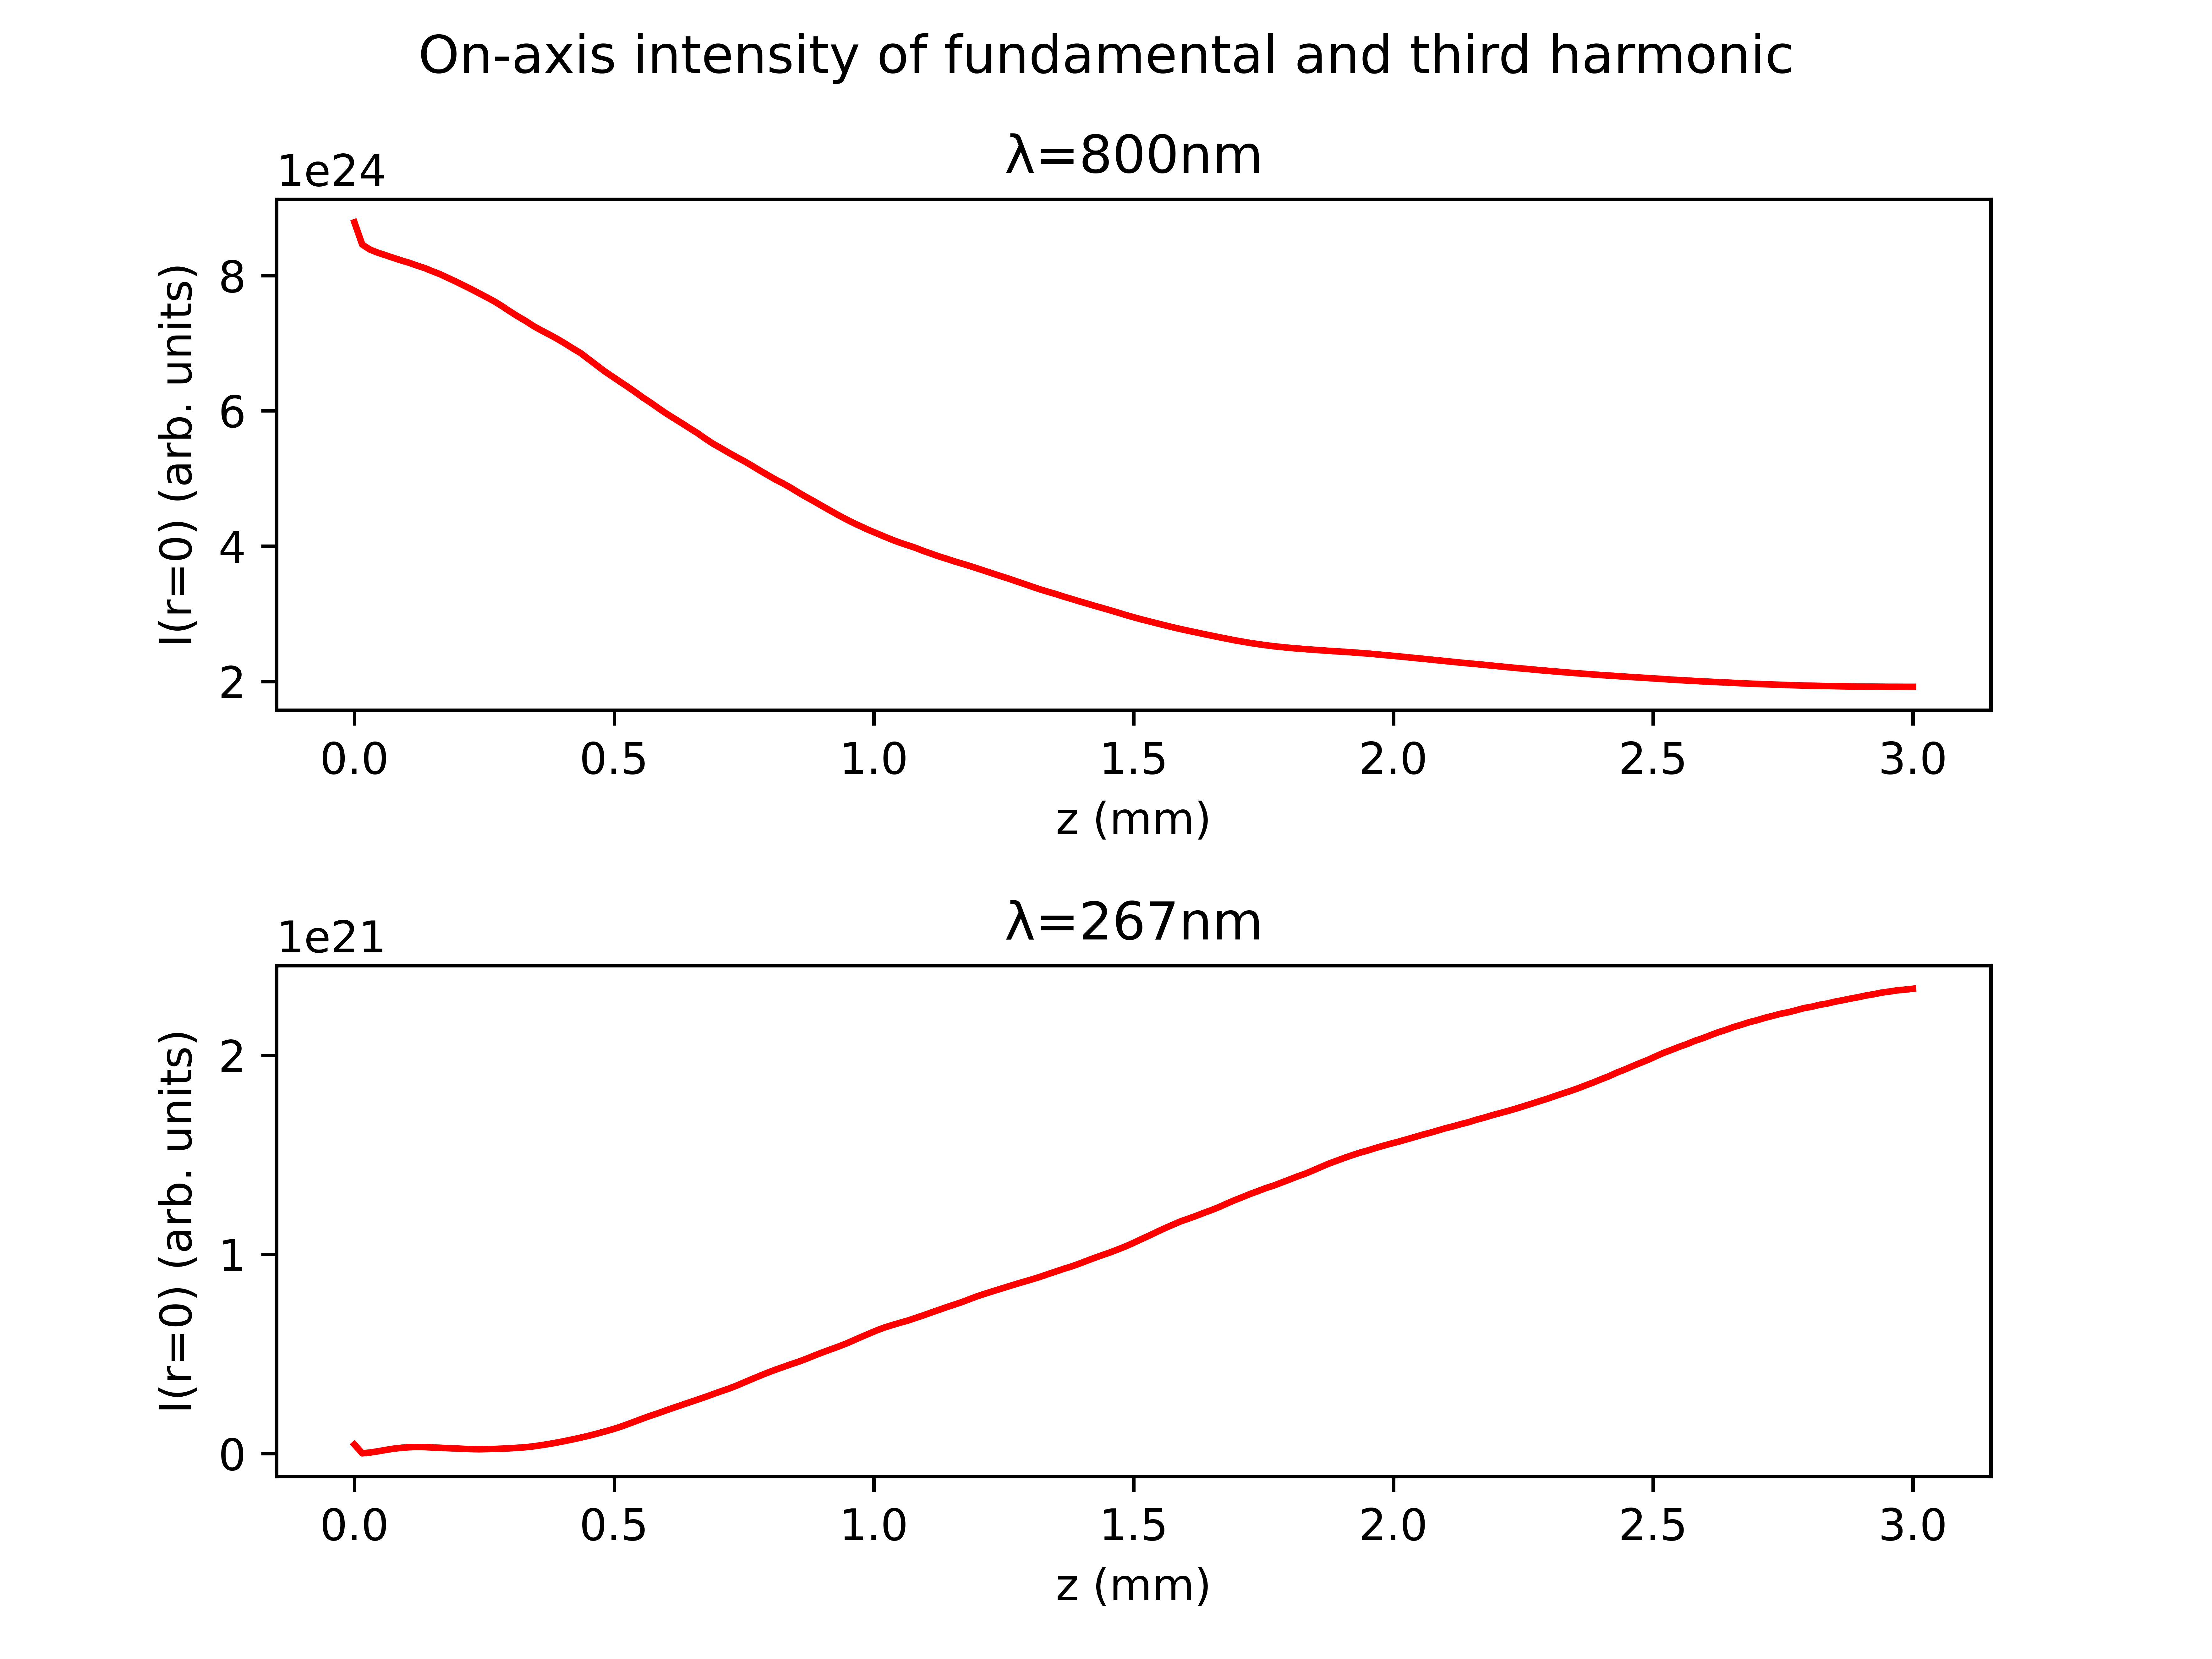 On-axis intensity of fundamental and third harmonic
λ=800nm
1e24
I(r=0) (arb. units)
8
6
4
2
0.0 0.5 1.0 1.5 2.0 2.5 3.0
z (mm)
λ=267nm
1e21
I(r=0) (arb. units)
2
1
0
0.0 0.5 1.0 1.5 2.0 2.5 3.0
z (mm)